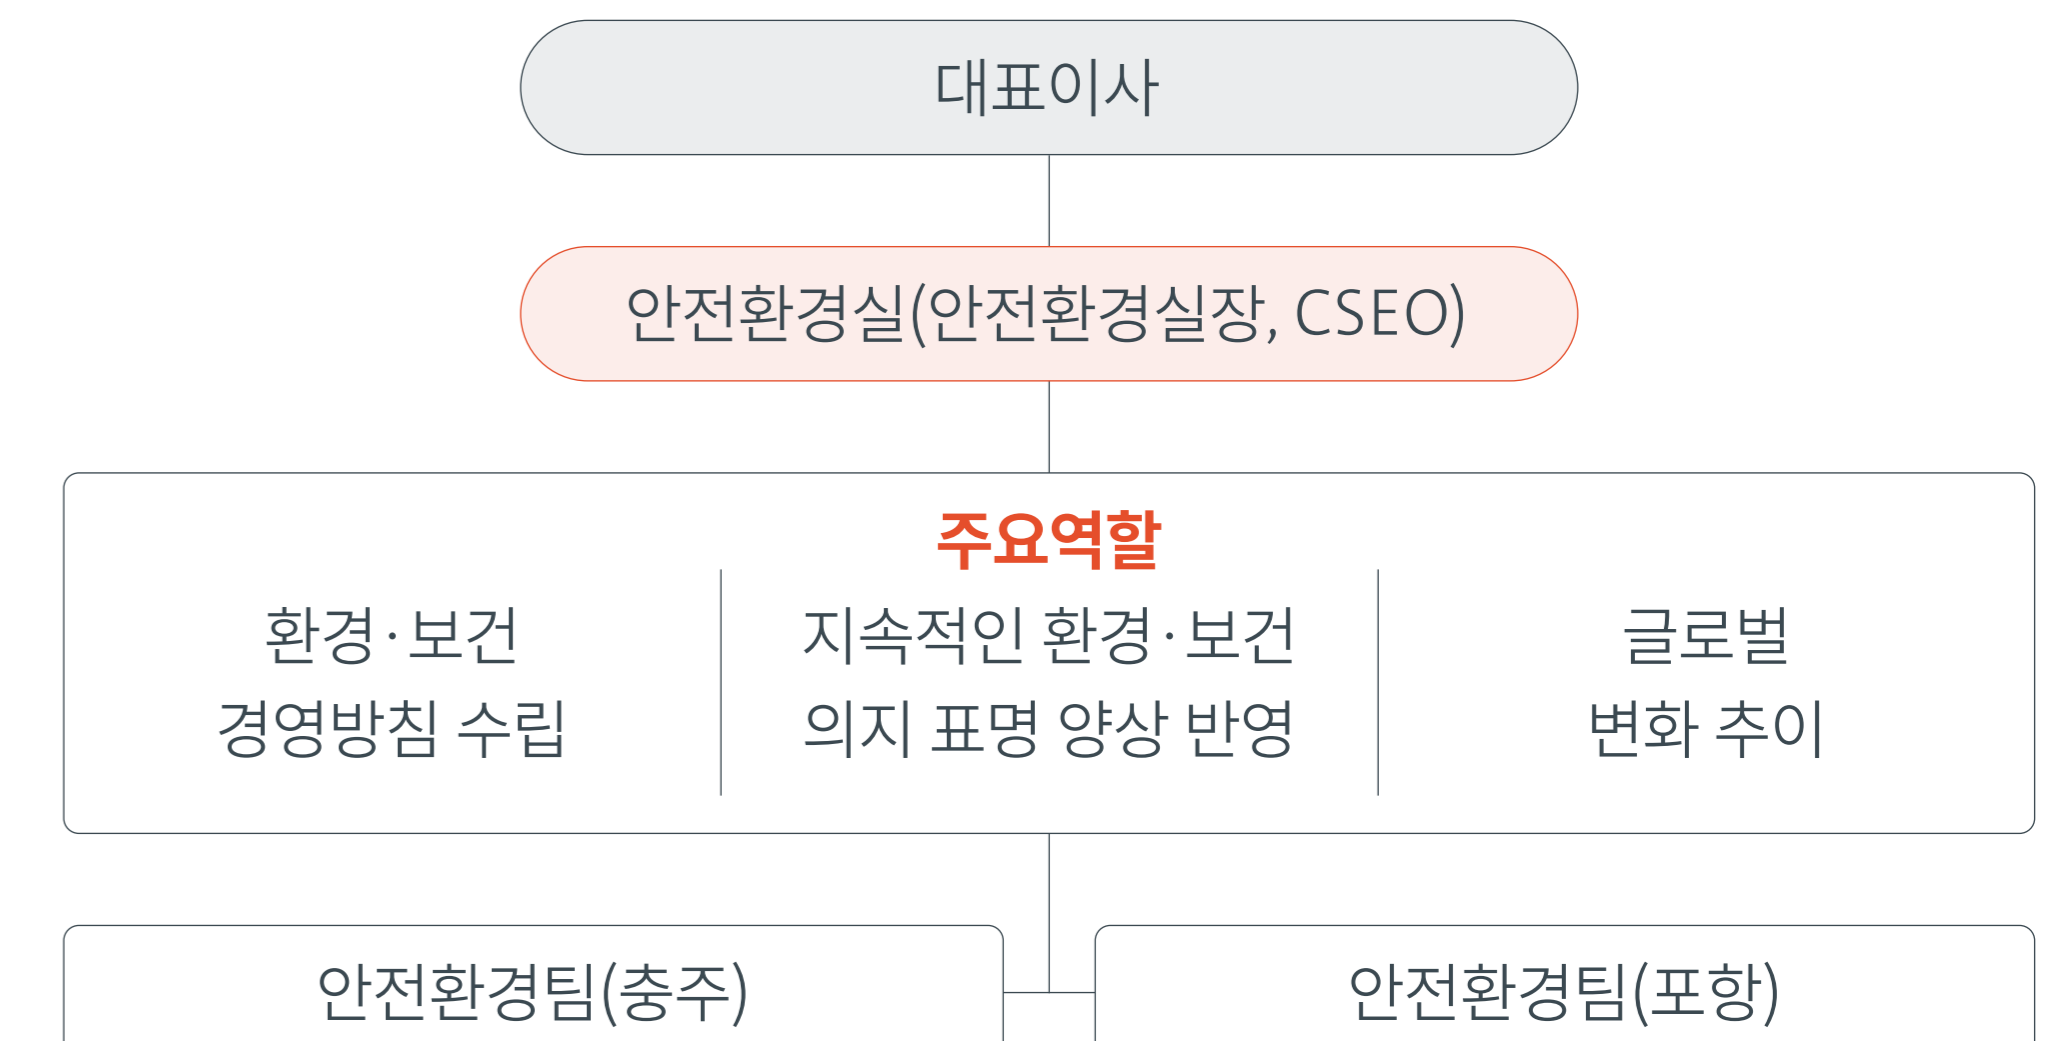 대표이사
안전환경실(안전환경실장, CSEO)
주요역할
환경·보건
경영방침 수립
지속적인 환경·보건
의지 표명 양상 반영
글로벌
변화 추이
안전환경팀(충주)
안전환경팀(포항)